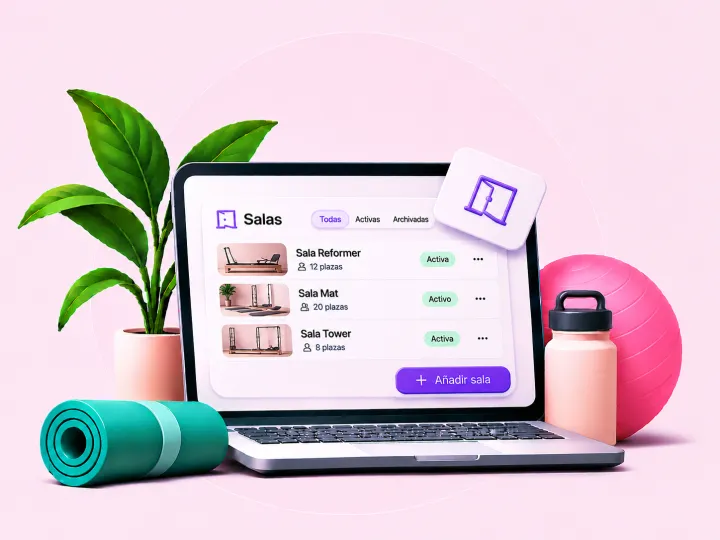 Salas
Todas Activas Archivadas
Sala Reformer
12 plazas
Activa
Sala Mat
20 plazas
Activo
Sala Tower
8 plazas
Activa
+ Añadir sala